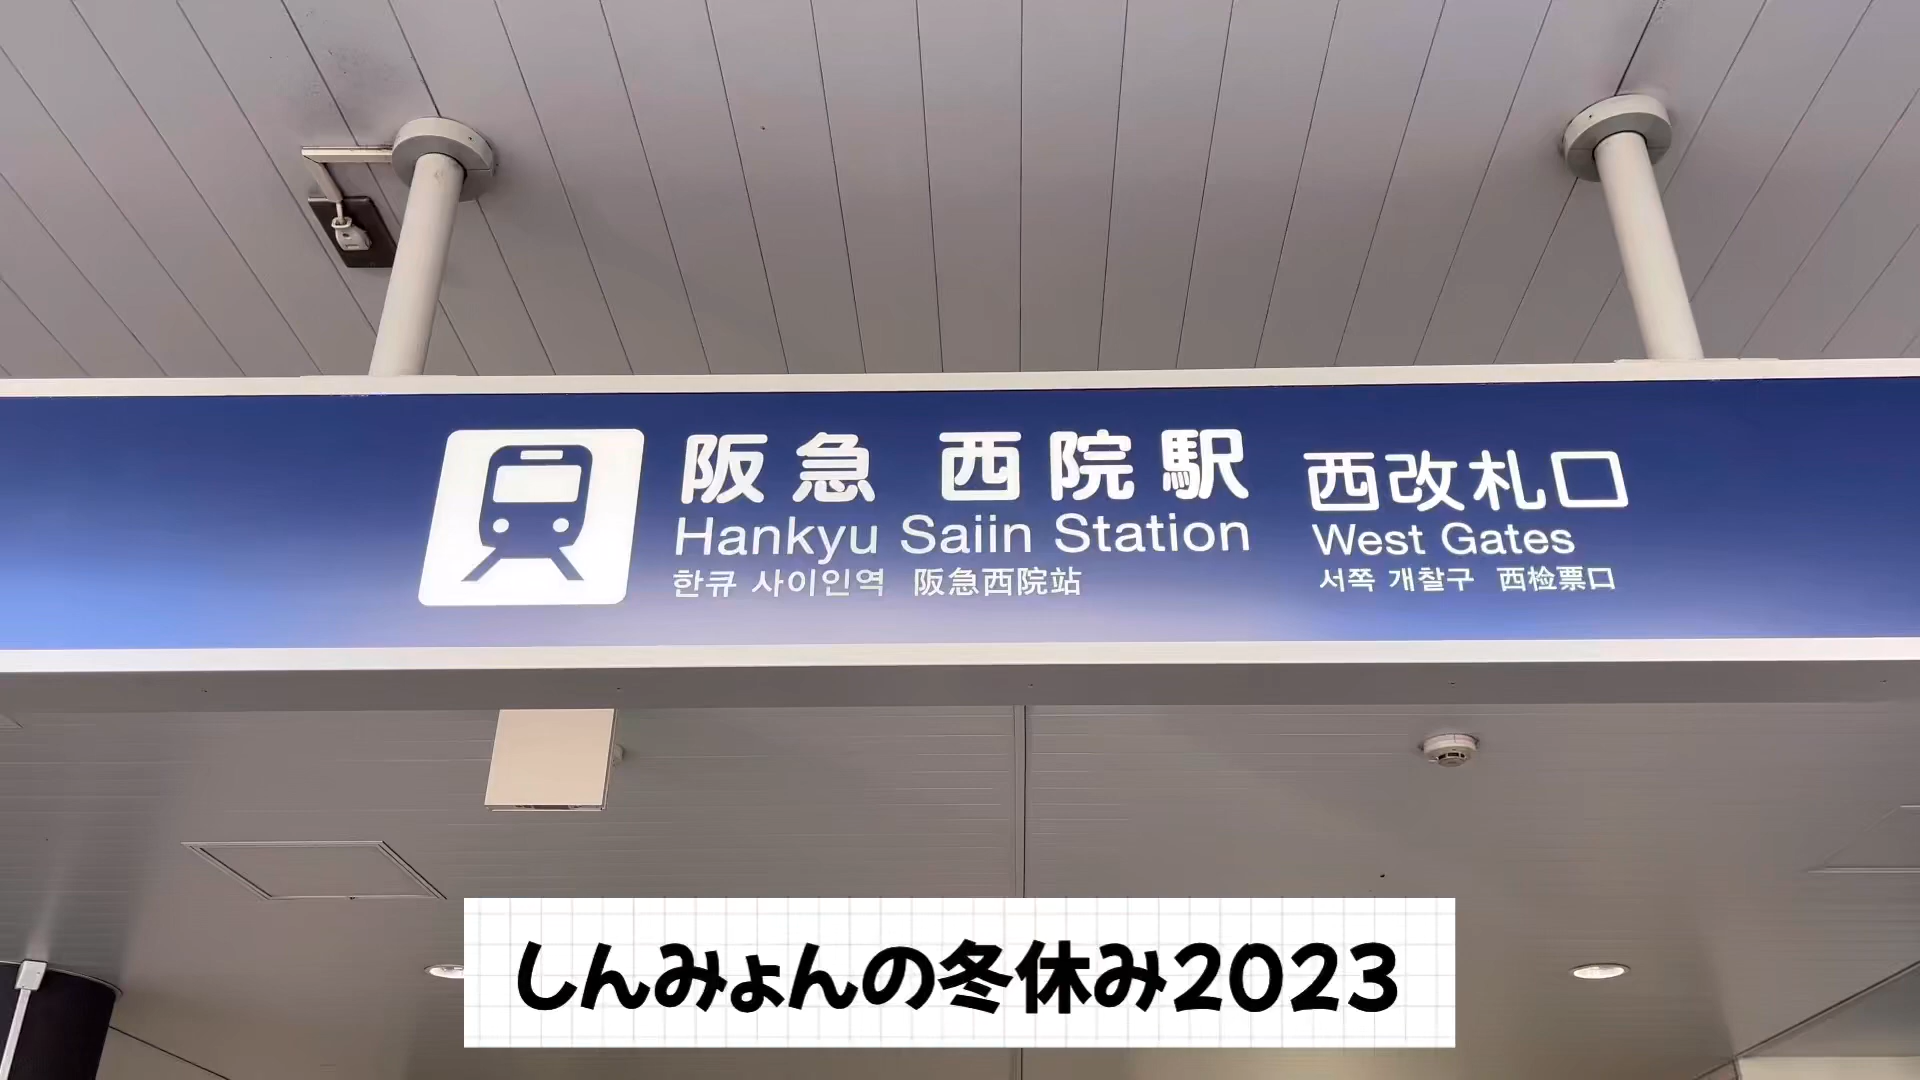 阪急 西院駅 西改札口
Hankyu Saiin Station West Gates
한큐 사이인역 阪急西院站 서쪽 개찰구 西检票口
しんみょんの冬休み2023